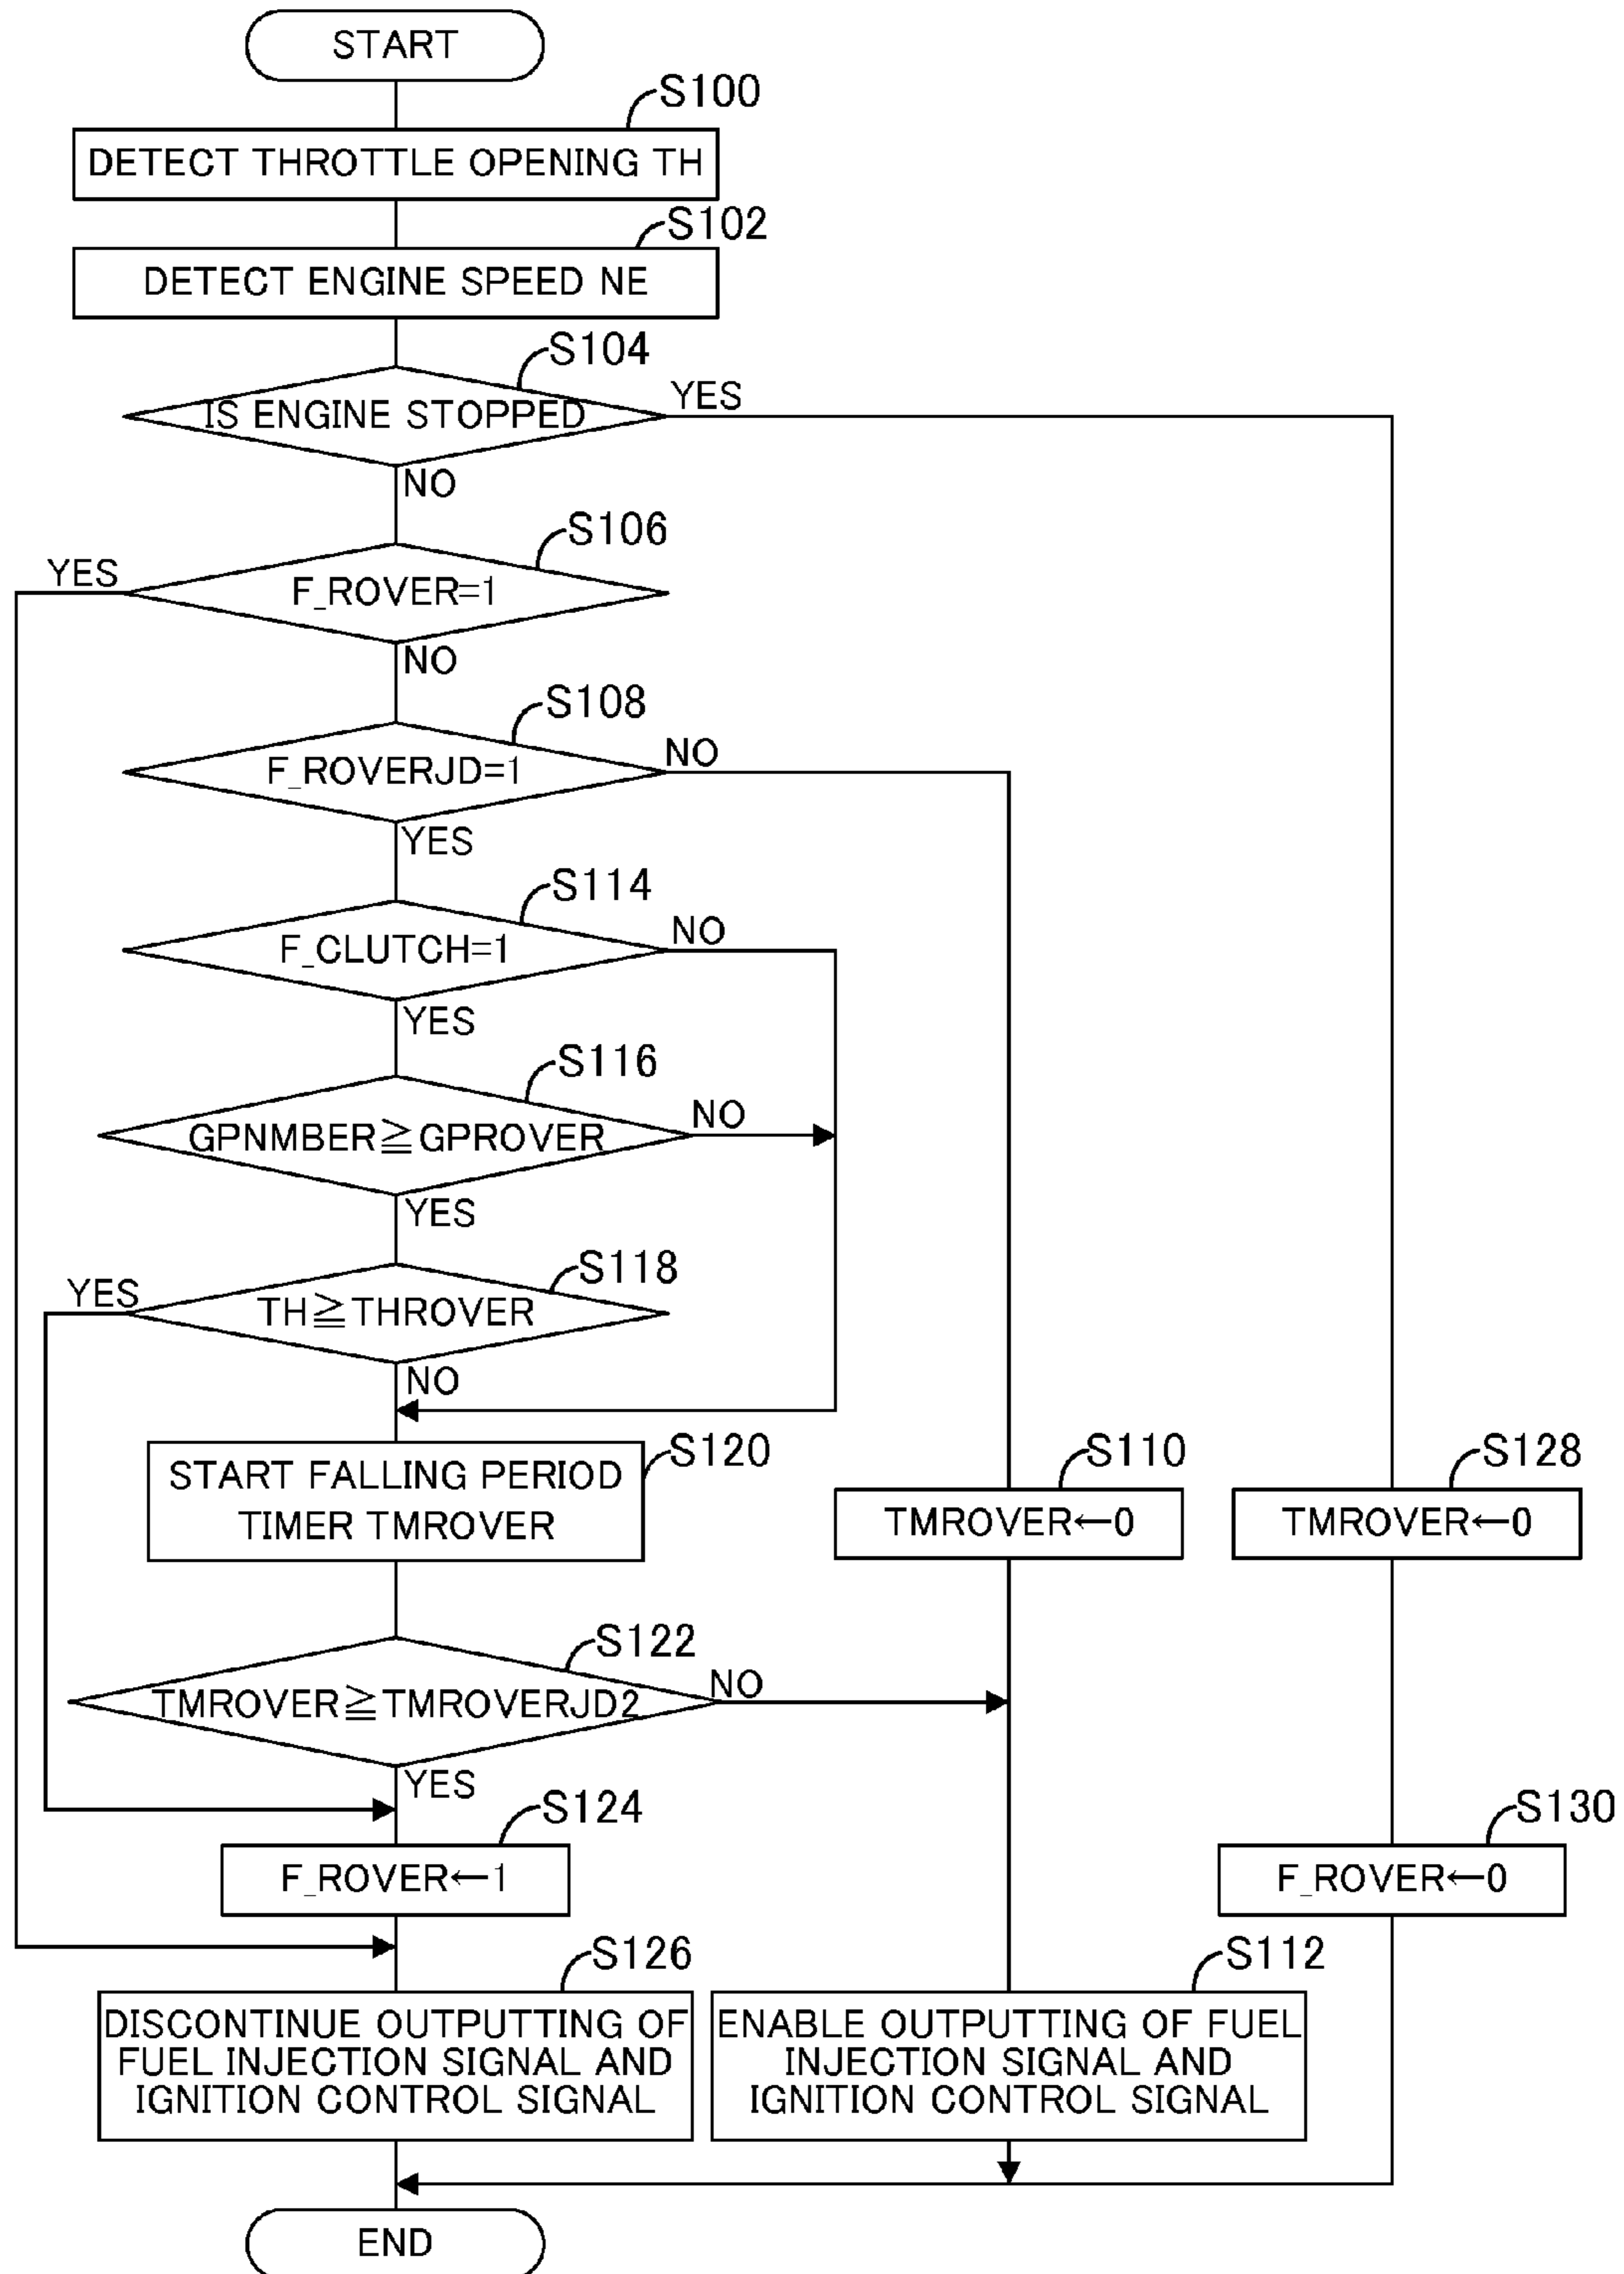 START
S100
DETECT THROTTLE OPENING TH
S102
DETECT ENGINE SPEED NE
S104
IS ENGINE STOPPED
YES
NO
S106
YES
F_ROVER=1
NO
S108
F_ROVERJD=1
NO
YES
S114
F_CLUTCH=1
NO
YES
S116
GPNMBER≧GPROVER
NO
YES
S118
YES
TH≧THROVER
NO
S120
START FALLING PERIOD
TIMER TMROVER
S110
TMROVER←0
S128
TMROVER←0
S122
TMROVER≧TMROVERJD2
NO
YES
S124
F_ROVER←1
S130
F_ROVER←0
S126
DISCONTINUE OUTPUTTING OF
FUEL INJECTION SIGNAL AND
IGNITION CONTROL SIGNAL
S112
ENABLE OUTPUTTING OF FUEL
INJECTION SIGNAL AND
IGNITION CONTROL SIGNAL
END